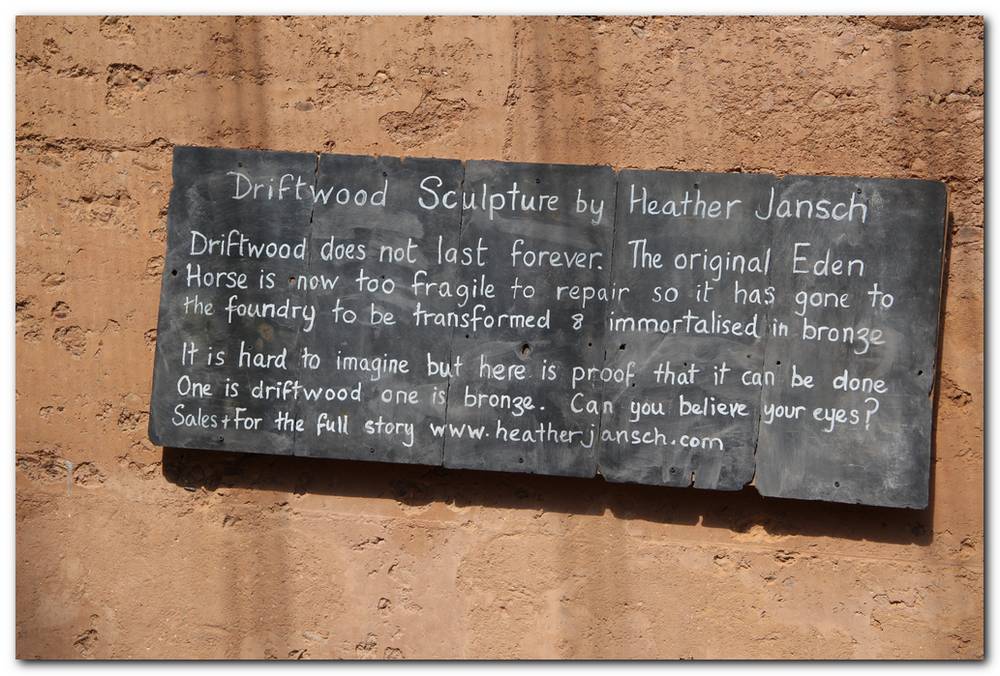 Driftwood Sculpture by Heather Jansch
Driftwood does not last forever. The original Eden
Horse is now too fragile to repair so it has gone to
the foundry to be transformed & immortalised in bronze
It is hard to imagine but here is proof that it can be done
One is driftwood one is bronze. Can you believe your eyes?
Sales+For the full story www.heatherjansch.com